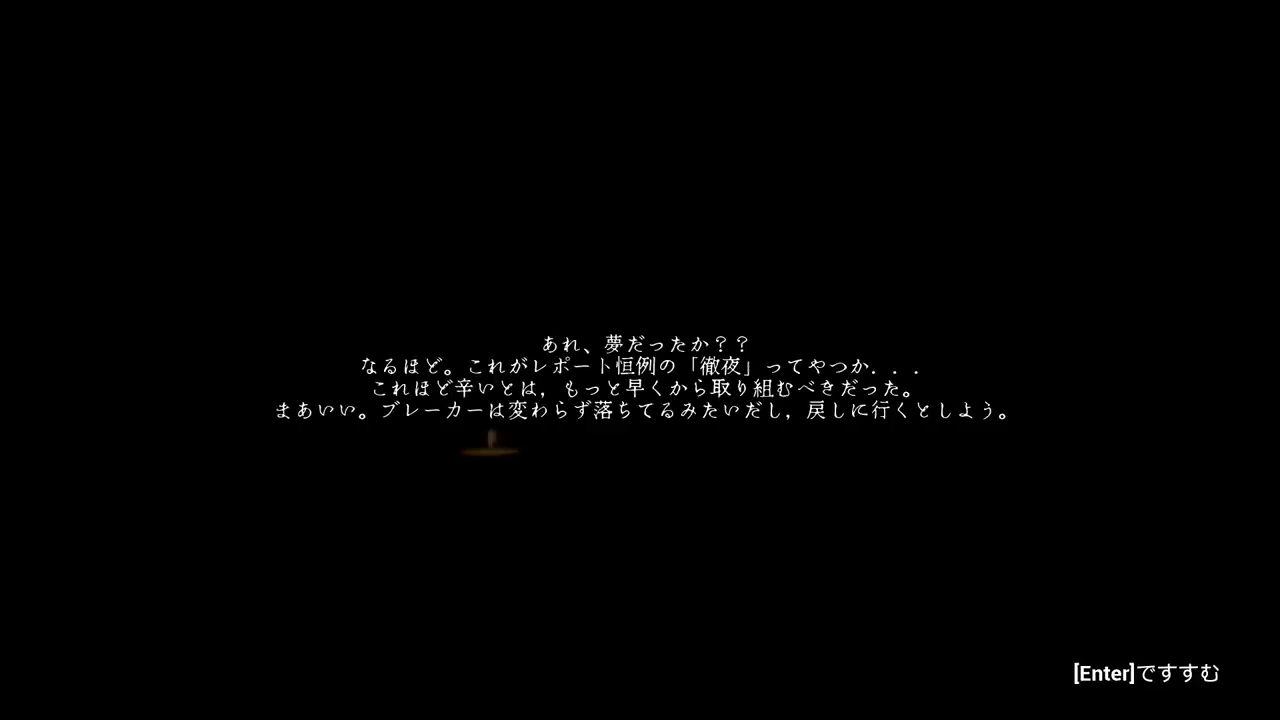 あれ、夢だったか？？
なるほど。これがレポート恒例の「徹夜」ってやつか．．．
これほど辛いとは，もっと早くから取り組むべきだった。
まあいい。ブレーカーは変わらず落ちてるみたいだし，戻しに行くとしよう。
[Enter]ですすむ